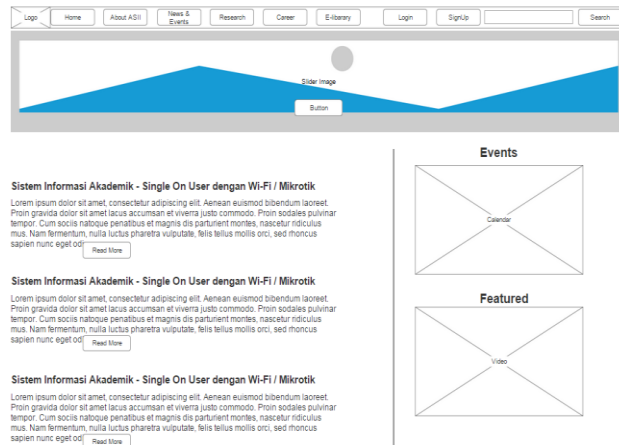 Logo
Home
About ASII
News &
Events
Research
Career
E-liberary
Login
SignUp
Search
Silder Image
Button
Sistem Informasi Akademik - Single On User dengan Wi-Fi / Mikrotik
Lorem ipsum dolor sit amet, consectetur adipiscing elit. Aenean euismod bibendum laoreet.
Proin gravida dolor sit amet lacus accumsan et viverra justo commodo. Proin sodales pulvinar
tempor. Cum sociis natoque penatibus et magnis dis parturient montes, nascetur ridiculus
mus. Nam fermentum, nulla luctus pharetra vulputate, felis tellus mollis orci, sed rhoncus
sapien nunc eget od
Read More
Sistem Informasi Akademik - Single On User dengan Wi-Fi / Mikrotik
Lorem ipsum dolor sit amet, consectetur adipiscing elit. Aenean euismod bibendum laoreet.
Proin gravida dolor sit amet lacus accumsan et viverra justo commodo. Proin sodales pulvinar
tempor. Cum sociis natoque penatibus et magnis dis parturient montes, nascetur ridiculus
mus. Nam fermentum, nulla luctus pharetra vulputate, felis tellus mollis orci, sed rhoncus
sapien nunc eget od
Read More
Sistem Informasi Akademik - Single On User dengan Wi-Fi / Mikrotik
Lorem ipsum dolor sit amet, consectetur adipiscing elit. Aenean euismod bibendum laoreet.
Proin gravida dolor sit amet lacus accumsan et viverra justo commodo. Proin sodales pulvinar
tempor. Cum sociis natoque penatibus et magnis dis parturient montes, nascetur ridiculus
mus. Nam fermentum, nulla luctus pharetra vulputate, felis tellus mollis orci, sed rhoncus
sapien nunc eget od
Read More
Events
Calendar
Featured
Video